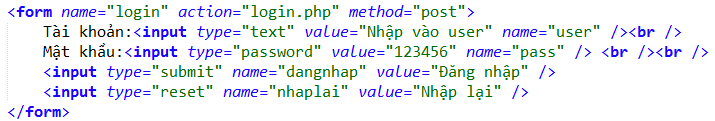 <form name="login" action="login.php" method="post">
Tài khoản:<input type="text" value="Nhập vào user" name="user" /><br />
Mật khẩu:<input type="password" value="123456" name="pass" /> <br /><br />
<input type="submit" name="dangnhap" value="Đăng nhập" />
<input type="reset" name="nhaplai" value="Nhập lại" />
</form>